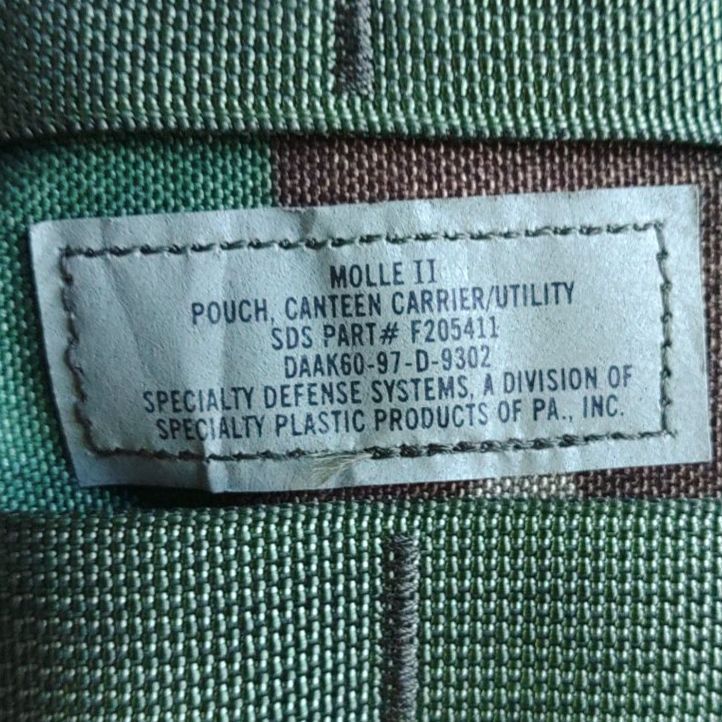 MOLLE II
POUCH, CANTEEN CARRIER/UTILITY
SDS PART# F205411
DAAK60-97-D-9302
SPECIALTY DEFENSE SYSTEMS, A DIVISION OF
SPECIALTY PLASTIC PRODUCTS OF PA., INC.